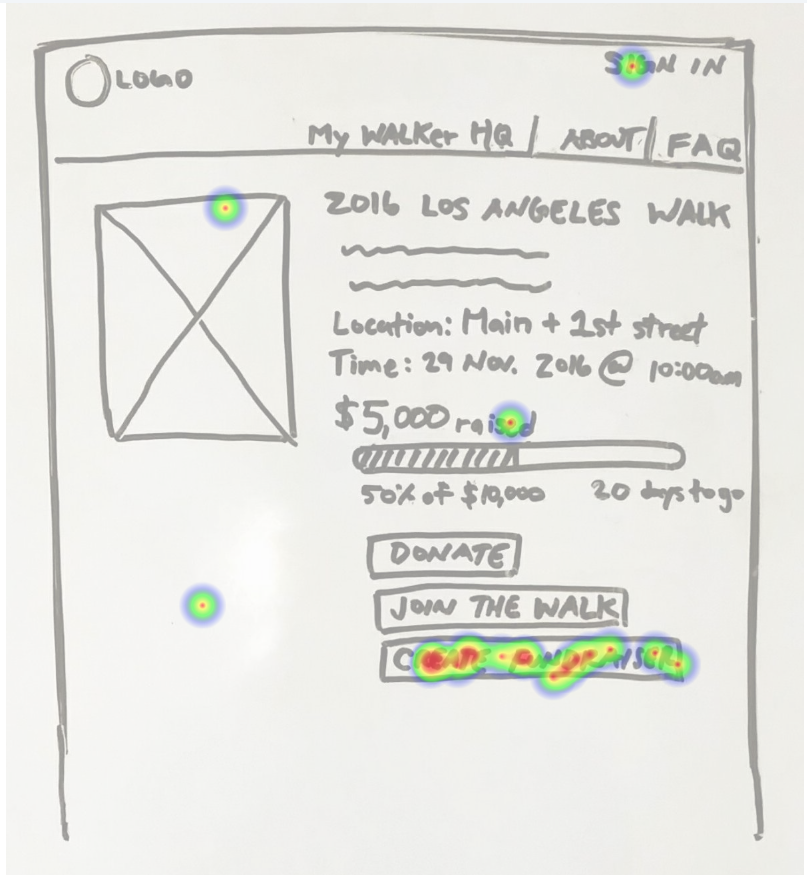 LOGO
SIGN IN
My WALKer HQ | ABOUT | FAQ
2016 LOS ANGELES WALK
Location: Main + 1st street
Time: 29 Nov. 2016 @ 10:00am
$5,000 raised
50% of $10,000 20 days to go
DONATE
JOIN THE WALK
CREATE FUNDRAISER